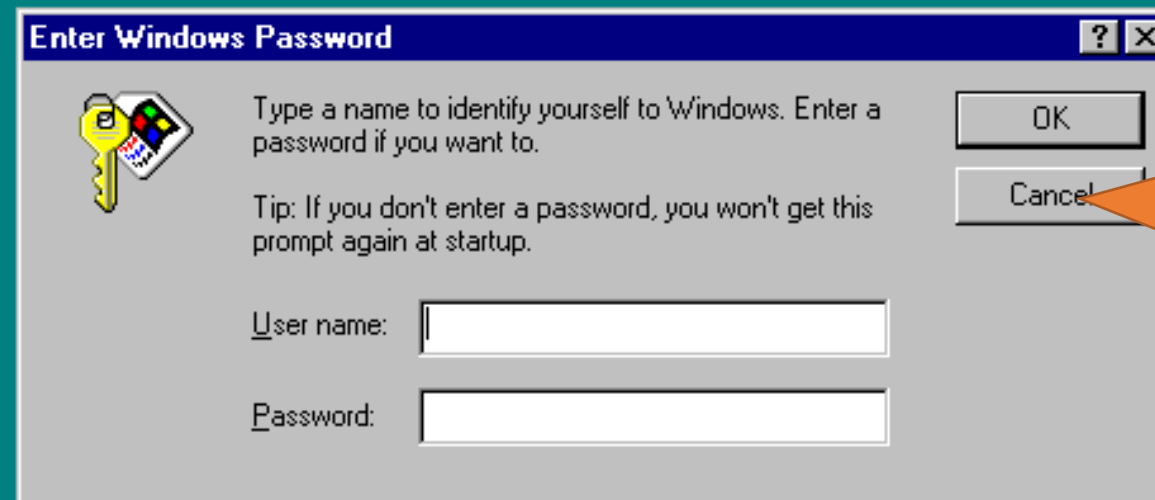 Enter Windows Password
Type a name to identify yourself to Windows. Enter a
password if you want to.
Tip: If you don't enter a password, you won't get this
prompt again at startup.
User name:
Password:
OK
Cancel